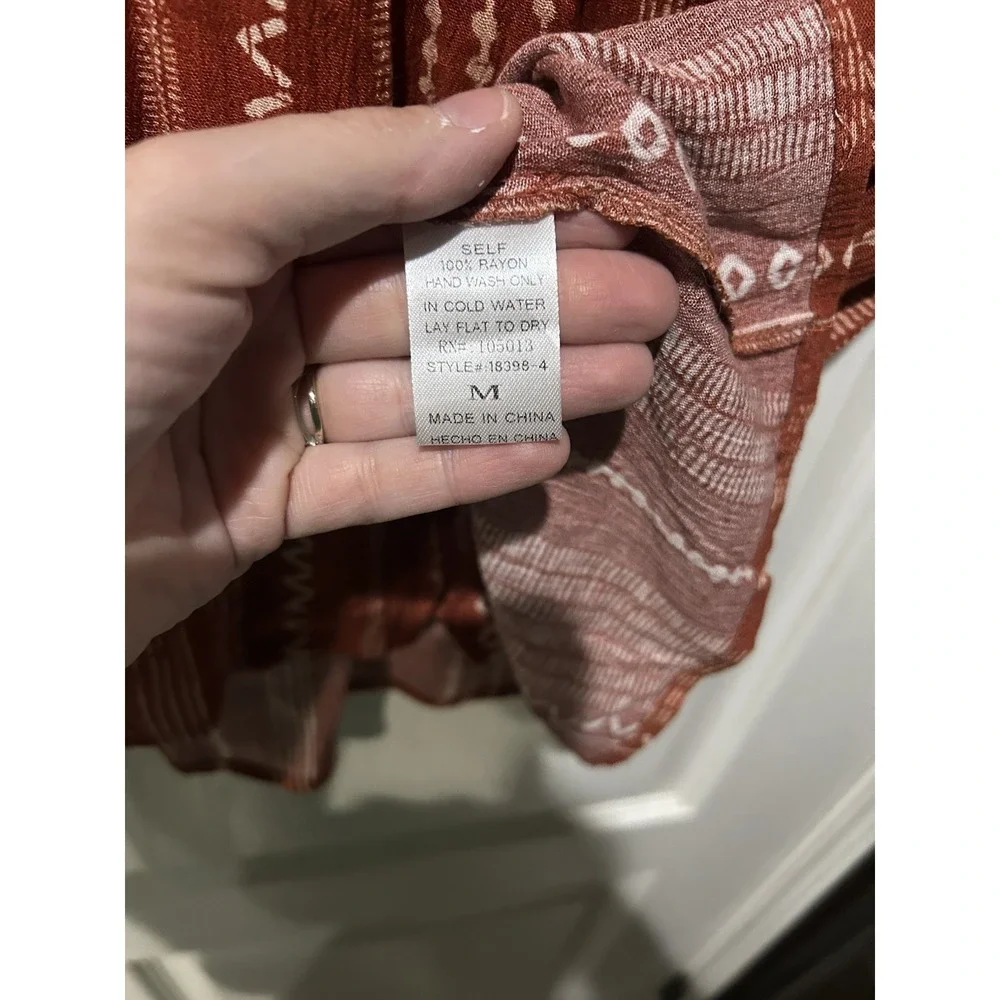 SELF
100% RAYON
HAND WASH ONLY
IN COLD WATER
LAY FLAT TO DRY
RN#:105013
STYLE#:18398-4
M
MADE IN CHINA
HECHO EN CHINA